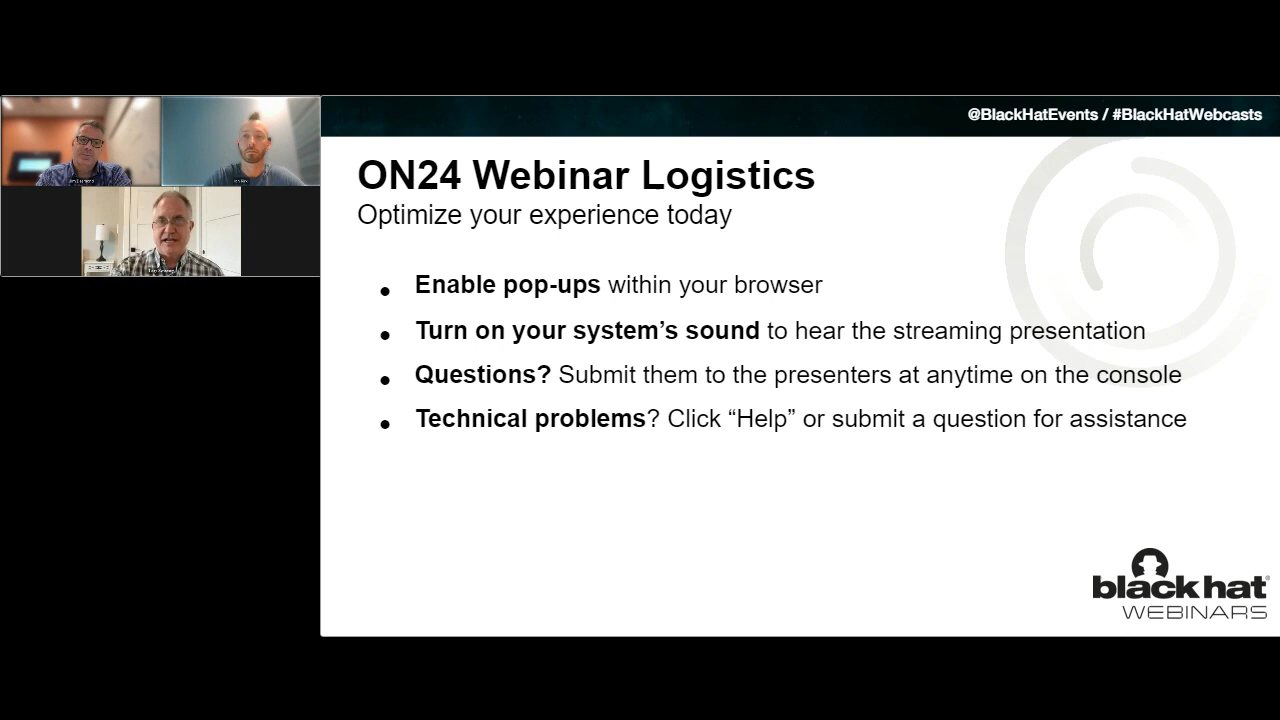 @BlackHatEvents / #BlackHatWebcasts
ON24 Webinar Logistics
Optimize your experience today
• Enable pop-ups within your browser
• Turn on your system’s sound to hear the streaming presentation
• Questions? Submit them to the presenters at anytime on the console
• Technical problems? Click “Help” or submit a question for assistance
black hat®
WEBINARS